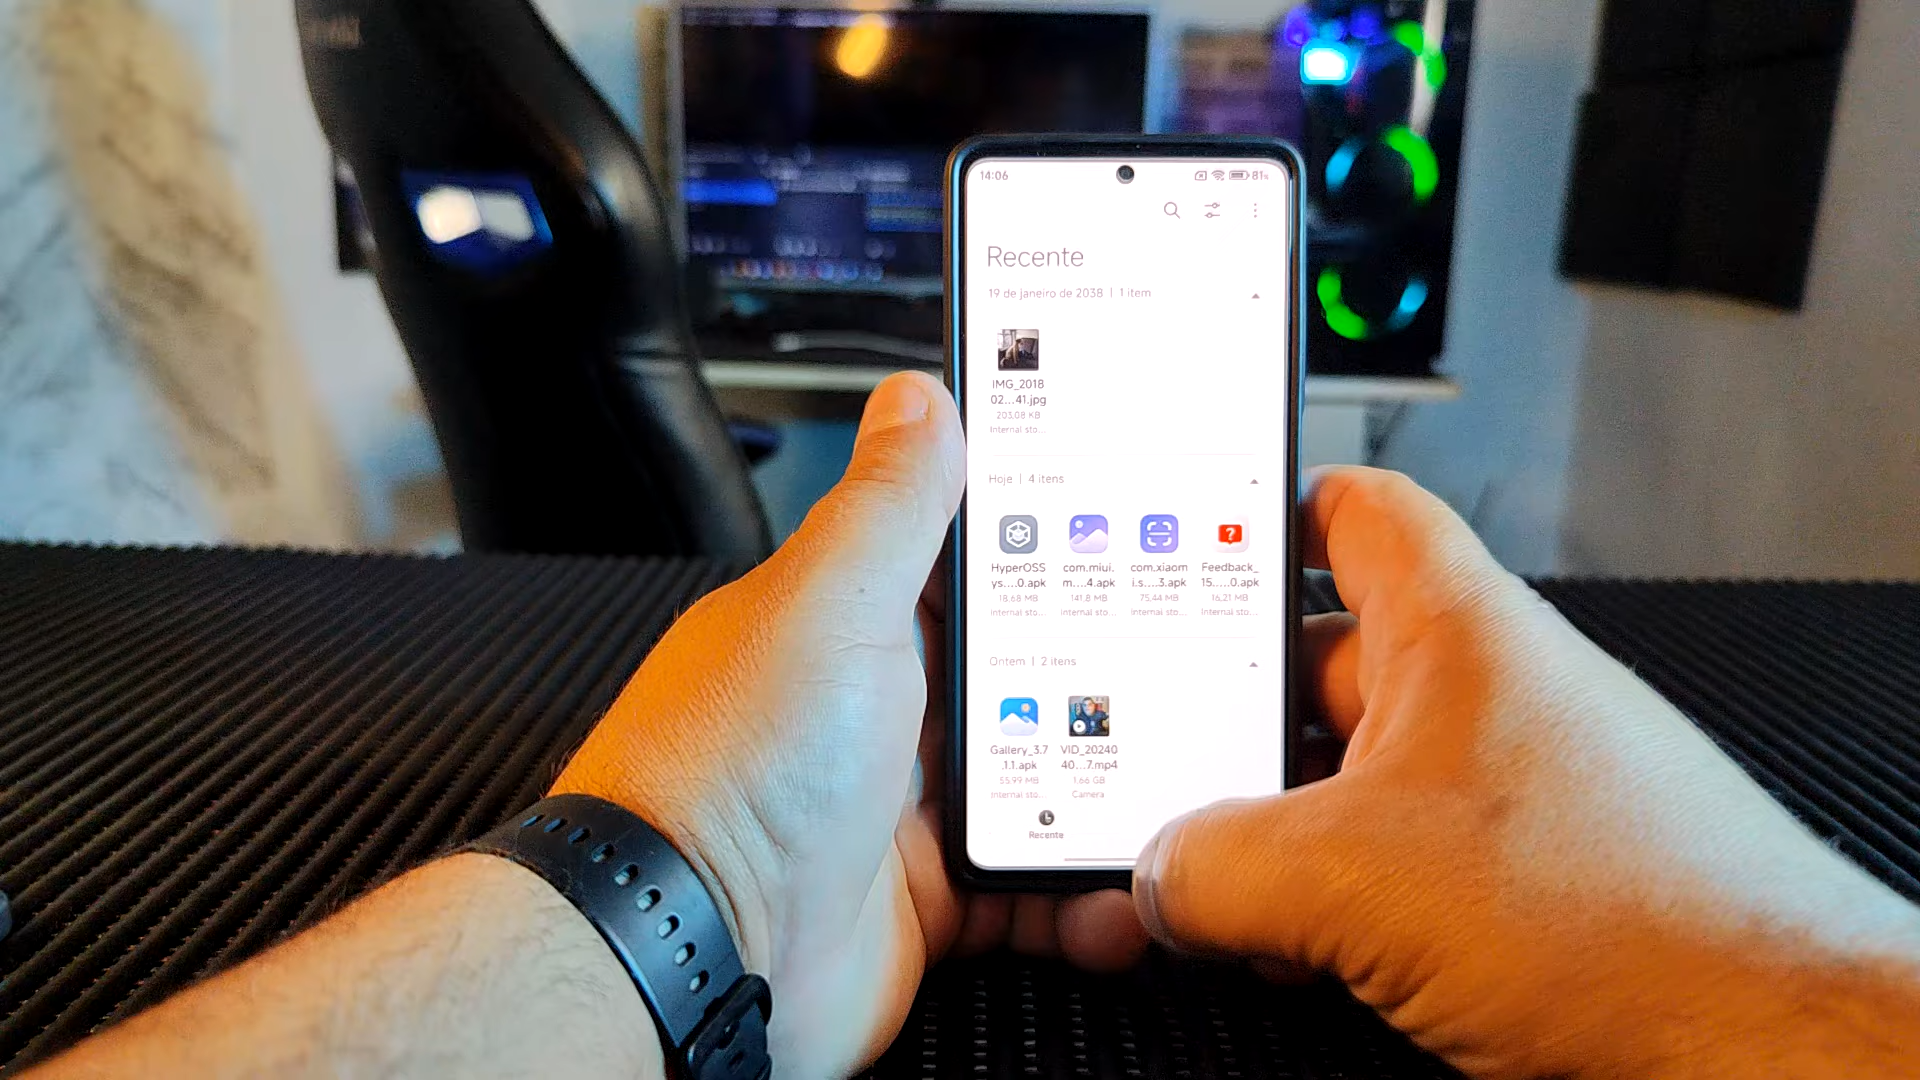 14:06
81%
Recente
19 de janeiro de 2038 | 1 item
IMG_2018
02...41.jpg
203,08 KB
Internal sto...
Hoje | 4 itens
HyperOSS
ys....0.apk
18,68 MB
Internal sto...
com.miui.
m....4.apk
141,8 MB
Internal sto...
com.xiaom
i.s....3.apk
75,44 MB
Internal sto...
Feedback_
15.....0.apk
16,21 MB
Internal sto...
Ontem | 2 itens
Gallery_3.7
.1.1.apk
55,99 MB
Internal sto...
VID_20240
40...7.mp4
1,66 GB
Camera
Recente